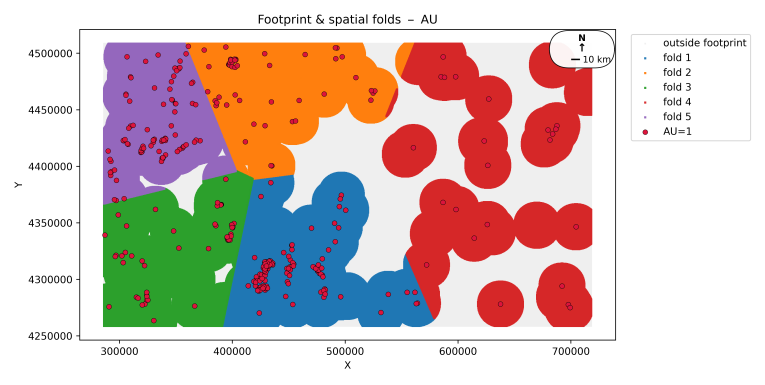 Footprint & spatial folds – AU
4500000
4450000
4400000
4350000
4300000
4250000
Y
300000
400000
500000
600000
700000
X
N
↑
10 km
outside footprint
fold 1
fold 2
fold 3
fold 4
fold 5
AU=1